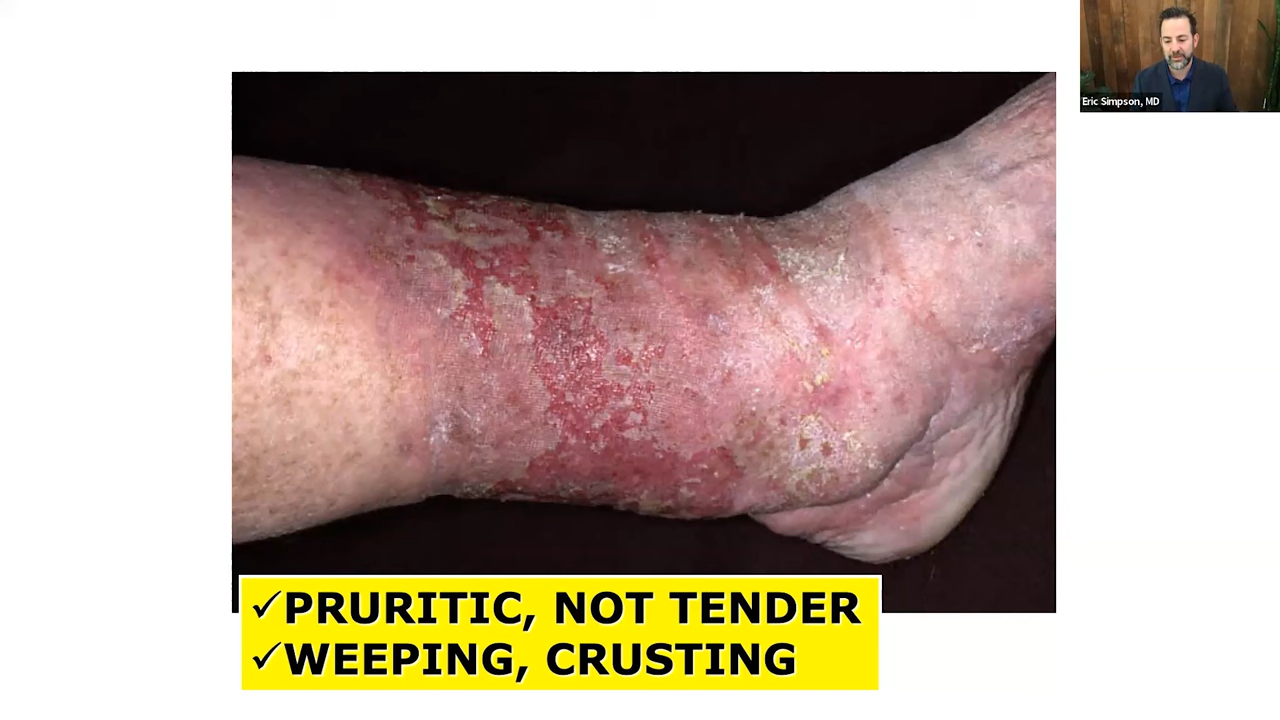 Eric Simpson, MD
✓PRURITIC, NOT TENDER
✓WEEPING, CRUSTING